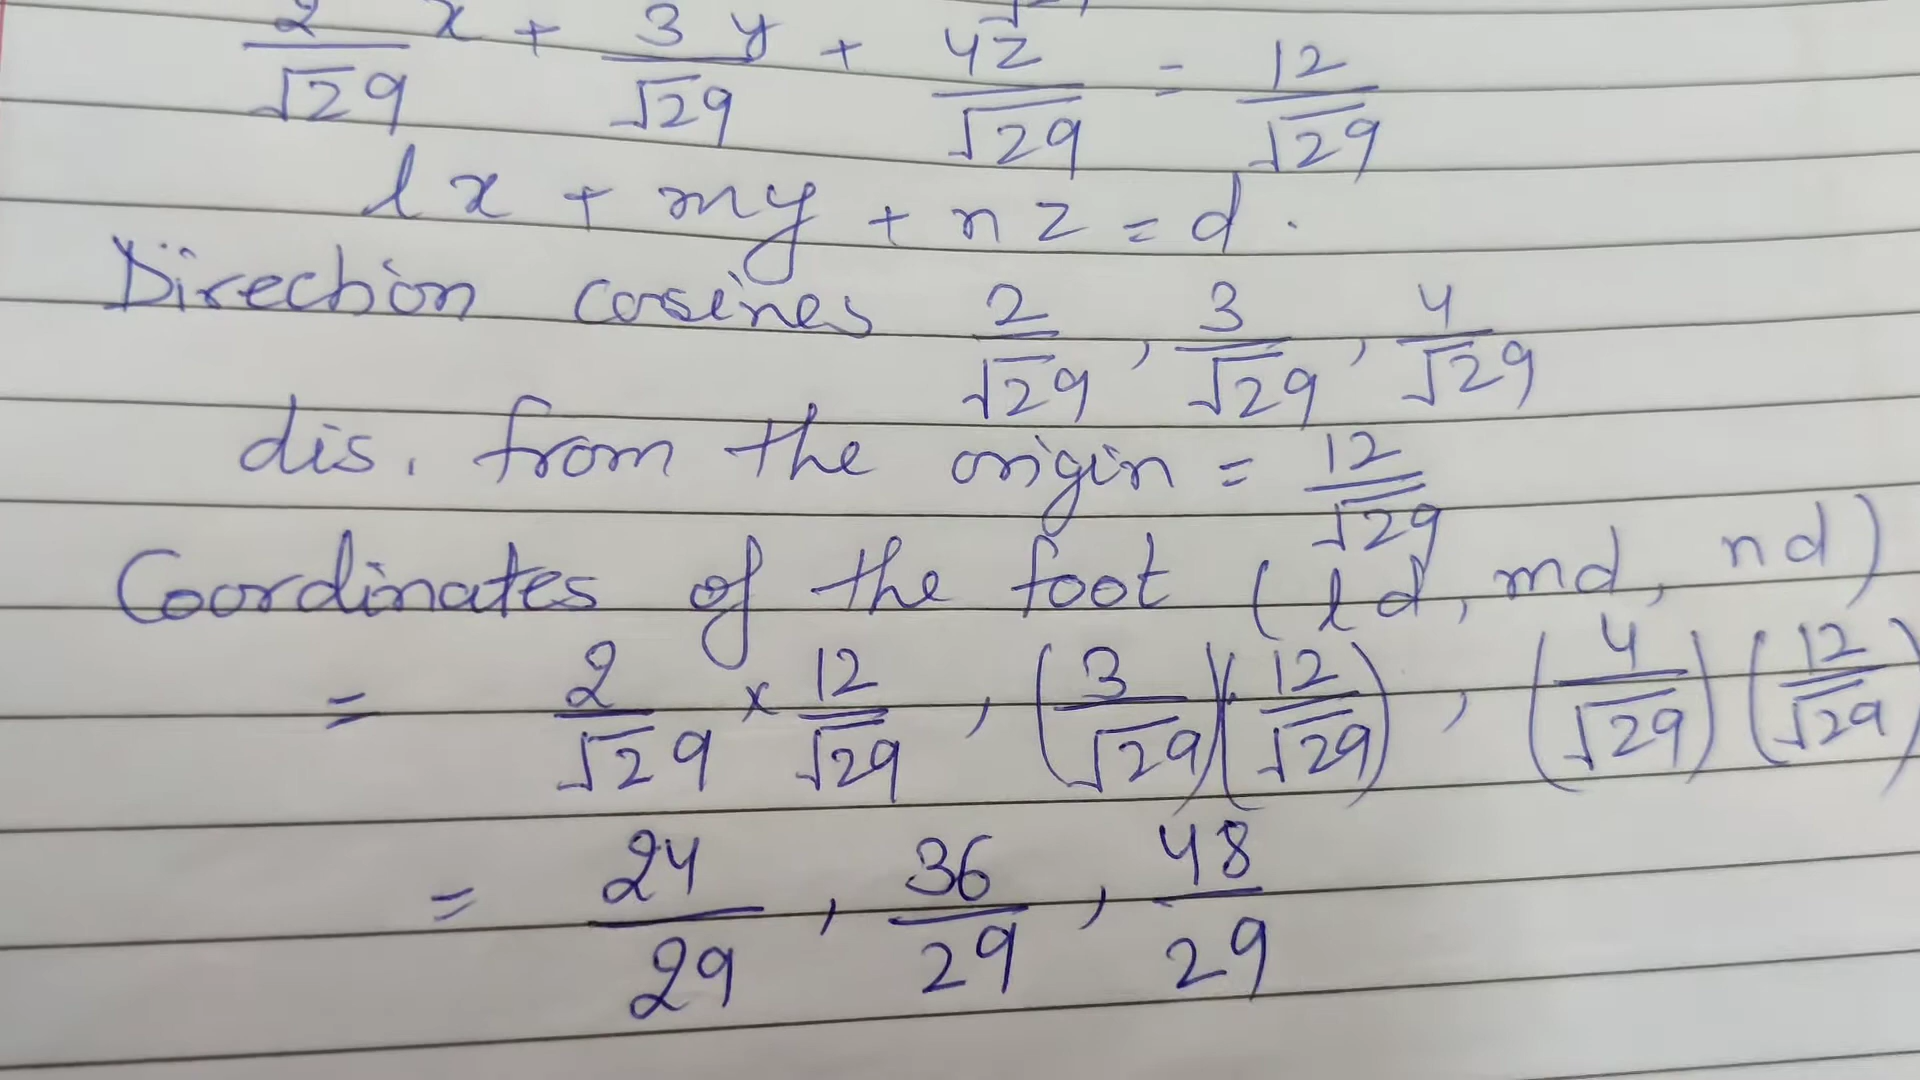 2/√29 x + 3y/√29 + 4z/√29 = 12/√29
lx + my + nz = d.
Direction cosines 2/√29, 3/√29, 4/√29
dis. from the origin = 12/√29
Coordinates of the foot (ld, md, nd)
= 2/√29 × 12/√29, (3/√29)(12/√29), (4/√29)(12/√29)
= 24/29, 36/29, 48/29